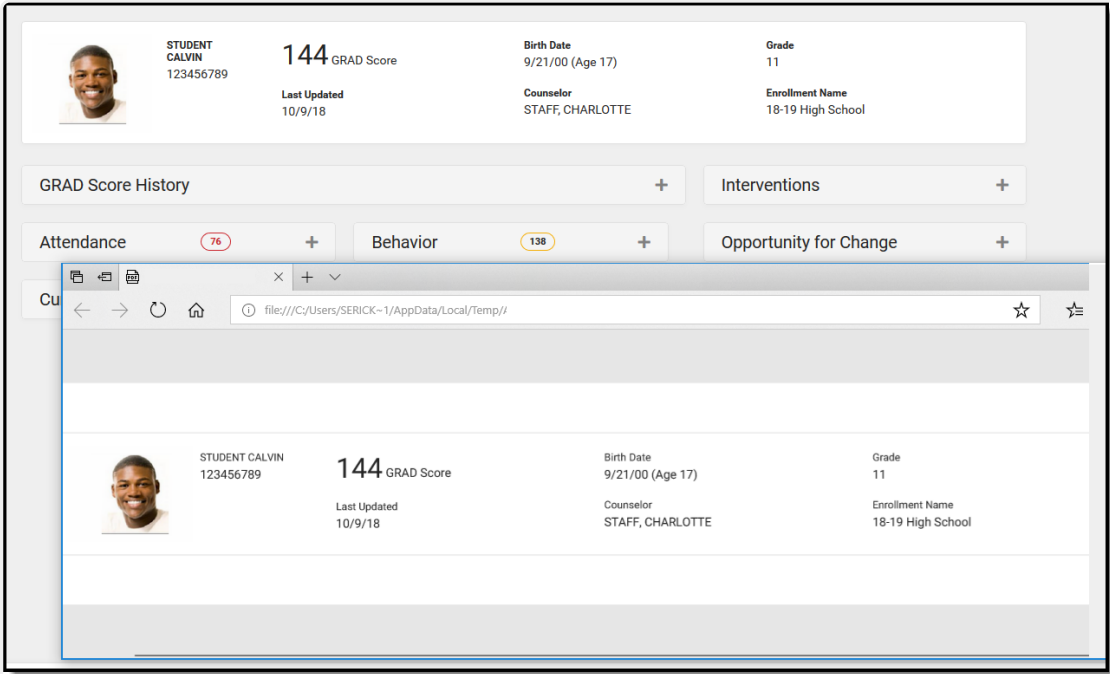 STUDENT
CALVIN
123456789
144 GRAD Score
Last Updated
10/9/18
Birth Date
9/21/00 (Age 17)
Counselor
STAFF, CHARLOTTE
Grade
11
Enrollment Name
18-19 High School
GRAD Score History
Interventions
Attendance 76
Behavior 138
Opportunity for Change
Cu
PDF
file:///C:/Users/SERICK~1/AppData/Local/Temp/A
STUDENT CALVIN
123456789
144 GRAD Score
Last Updated
10/9/18
Birth Date
9/21/00 (Age 17)
Counselor
STAFF, CHARLOTTE
Grade
11
Enrollment Name
18-19 High School